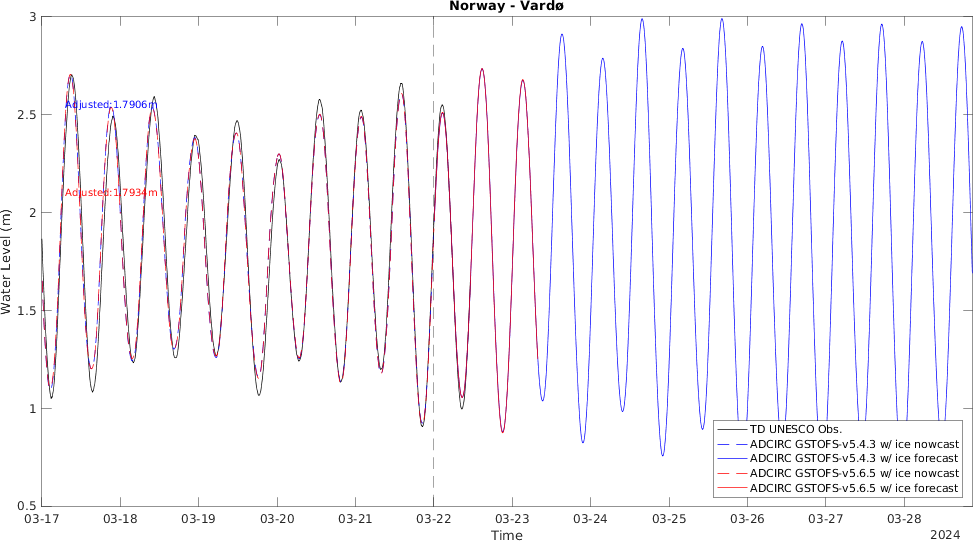 Norway - Vardø
3
2.5
2
1.5
1
0.5
Water Level (m)
Adjusted:1.7906m
Adjusted:1.7934m
TD UNESCO Obs.
ADCIRC GSTOFS-v5.4.3 w/ ice nowcast
ADCIRC GSTOFS-v5.4.3 w/ ice forecast
ADCIRC GSTOFS-v5.6.5 w/ ice nowcast
ADCIRC GSTOFS-v5.6.5 w/ ice forecast
03-17 03-18 03-19 03-20 03-21 03-22 03-23 03-24 03-25 03-26 03-27 03-28
Time
2024